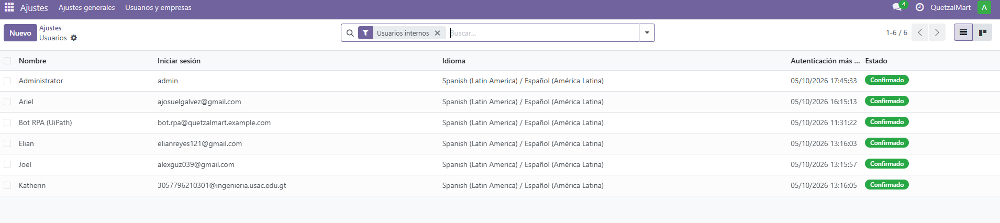 Ajustes Ajustes generales Usuarios y empresas 4 QuetzalMart A
Nuevo Ajustes Usuarios Usuarios internos Buscar... 1-6 / 6
Nombre Iniciar sesión Idioma Autenticación más ... Estado
Administrator admin Spanish (Latin America) / Español (América Latina) 05/10/2026 17:45:33 Confirmado
Ariel ajosuelgalvez@gmail.com Spanish (Latin America) / Español (América Latina) 05/10/2026 16:15:13 Confirmado
Bot RPA (UiPath) bot.rpa@quetzalmart.example.com Spanish (Latin America) / Español (América Latina) 05/10/2026 11:31:22 Confirmado
Elian elianreyes121@gmail.com Spanish (Latin America) / Español (América Latina) 05/10/2026 13:16:03 Confirmado
Joel alexguz039@gmail.com Spanish (Latin America) / Español (América Latina) 05/10/2026 13:15:57 Confirmado
Katherin 3057796210301@ingenieria.usac.edu.gt Spanish (Latin America) / Español (América Latina) 05/10/2026 13:16:05 Confirmado